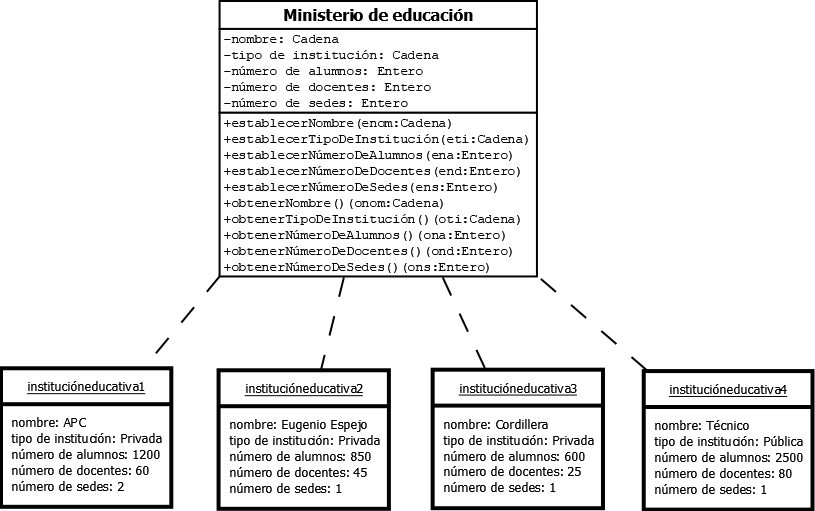 Ministerio de educación
-nombre: Cadena
-tipo de institución: Cadena
-número de alumnos: Entero
-número de docentes: Entero
-número de sedes: Entero
+establecerNombre(enom:Cadena)
+establecerTipoDeInstitución(eti:Cadena)
+establecerNúmeroDeAlumnos(ena:Entero)
+establecerNúmeroDeDocentes(end:Entero)
+establecerNúmeroDeSedes(ens:Entero)
+obtenerNombre()(onom:Cadena)
+obtenerTipoDeInstitución()(oti:Cadena)
+obtenerNúmeroDeAlumnos()(ona:Entero)
+obtenerNúmeroDeDocentes()(ond:Entero)
+obtenerNúmeroDeSedes()(ons:Entero)
institucióneducativa1
nombre: APC
tipo de institución: Privada
número de alumnos: 1200
número de docentes: 60
número de sedes: 2
institucióneducativa2
nombre: Eugenio Espejo
tipo de institución: Privada
número de alumnos: 850
número de docentes: 45
número de sedes: 1
institucióneducativa3
nombre: Cordillera
tipo de institución: Privada
número de alumnos: 600
número de docentes: 25
número de sedes: 1
institucióneducativa4
nombre: Técnico
tipo de institución: Pública
número de alumnos: 2500
número de docentes: 80
número de sedes: 1